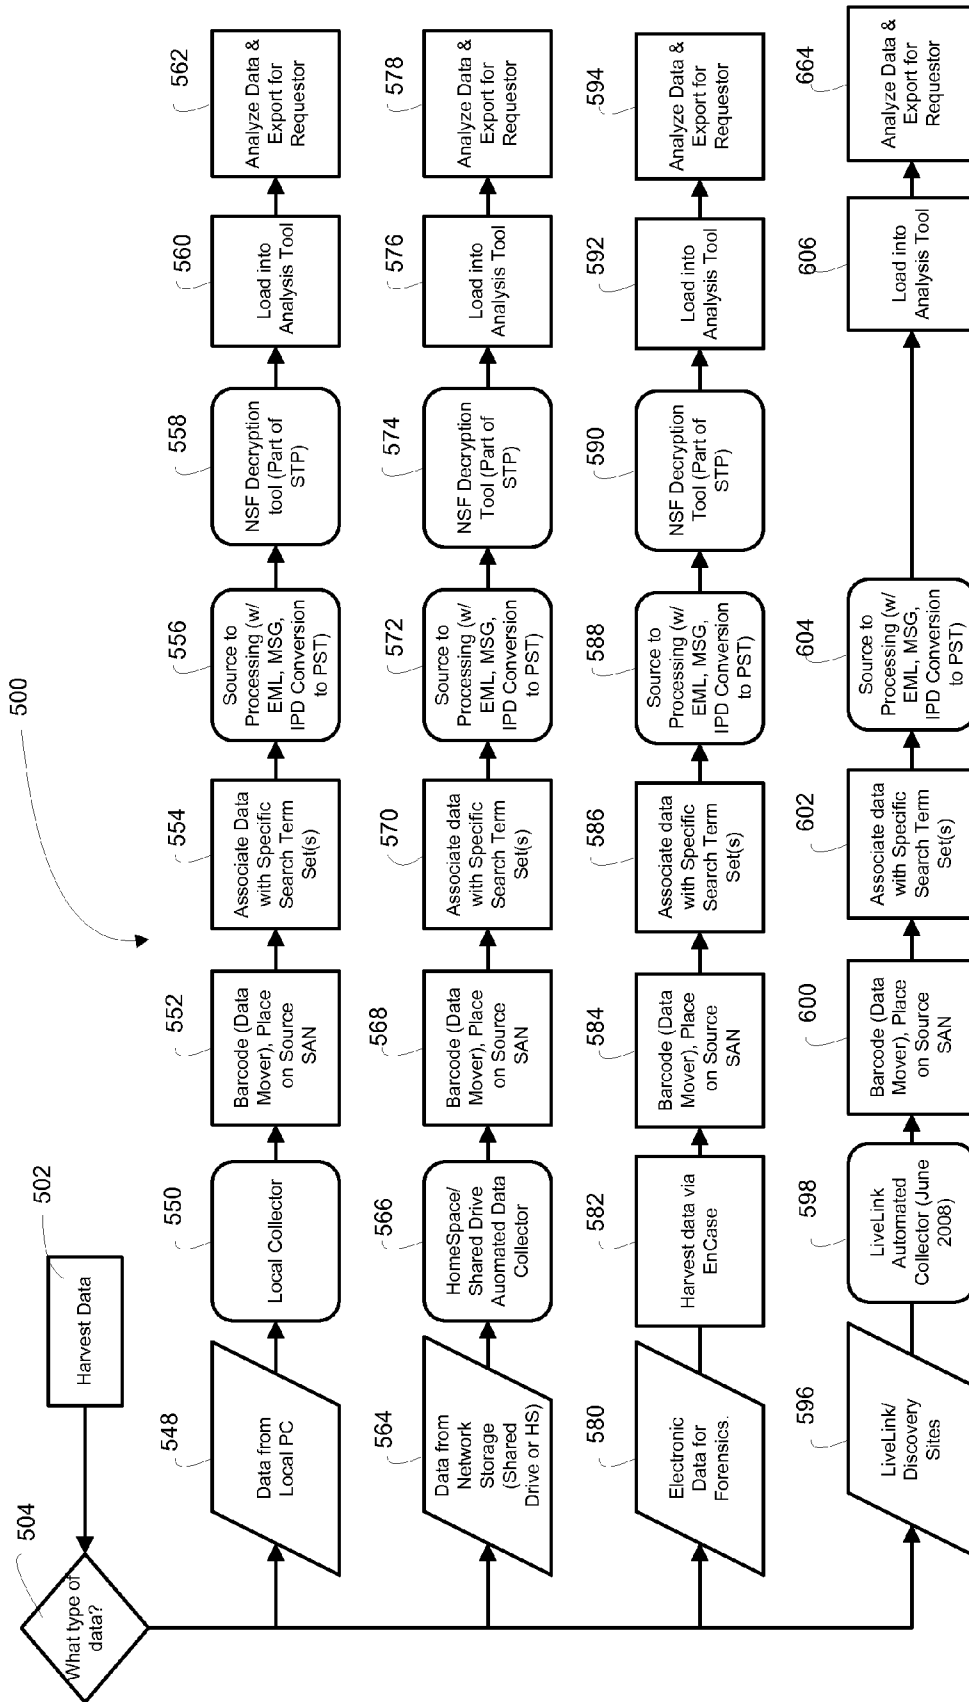 500
502
Harvest Data
504
What type of
data?
548
Data from
Local PC
550
Local Collector
552
Barcode (Data
Mover), Place
on Source
SAN
554
Associate Data
with Specific
Search Term
Set(s)
556
Source to
Processing (w/
EML, MSG,
IPD Conversion
to PST)
558
NSF Decryption
tool (Part of
STP)
560
Load into
Analysis Tool
562
Analyze Data &
Export for
Requestor
564
Data from
Network
Storage
(Shared
Drive or HS)
566
HomeSpace/
Shared Drive
Auomated Data
Collector
568
Barcode (Data
Mover), Place
on Source
SAN
570
Associate data
with Specific
Search Term
Set(s)
572
Source to
Processing (w/
EML, MSG,
IPD Conversion
to PST)
574
NSF Decryption
Tool (Part of
STP)
576
Load into
Analysis Tool
578
Analyze Data &
Export for
Requestor
580
Electronic
Data for
Forensics.
582
Harvest data via
EnCase
584
Barcode (Data
Mover), Place
on Source
SAN
586
Associate data
with Specific
Search Term
Set(s)
588
Source to
Processing (w/
EML, MSG,
IPD Conversion
to PST)
590
NSF Decryption
Tool (Part of
STP)
592
Load into
Analysis Tool
594
Analyze Data &
Export for
Requestor
596
LiveLink/
Discovery
Sites
598
LiveLink
Automated
Collector (June
2008)
600
Barcode (Data
Mover), Place
on Source
SAN
602
Associate data
with Specific
Search Term
Set(s)
604
Source to
Processing (w/
EML, MSG,
IPD Conversion
to PST)
606
Load into
Analysis Tool
664
Analyze Data &
Export for
Requestor